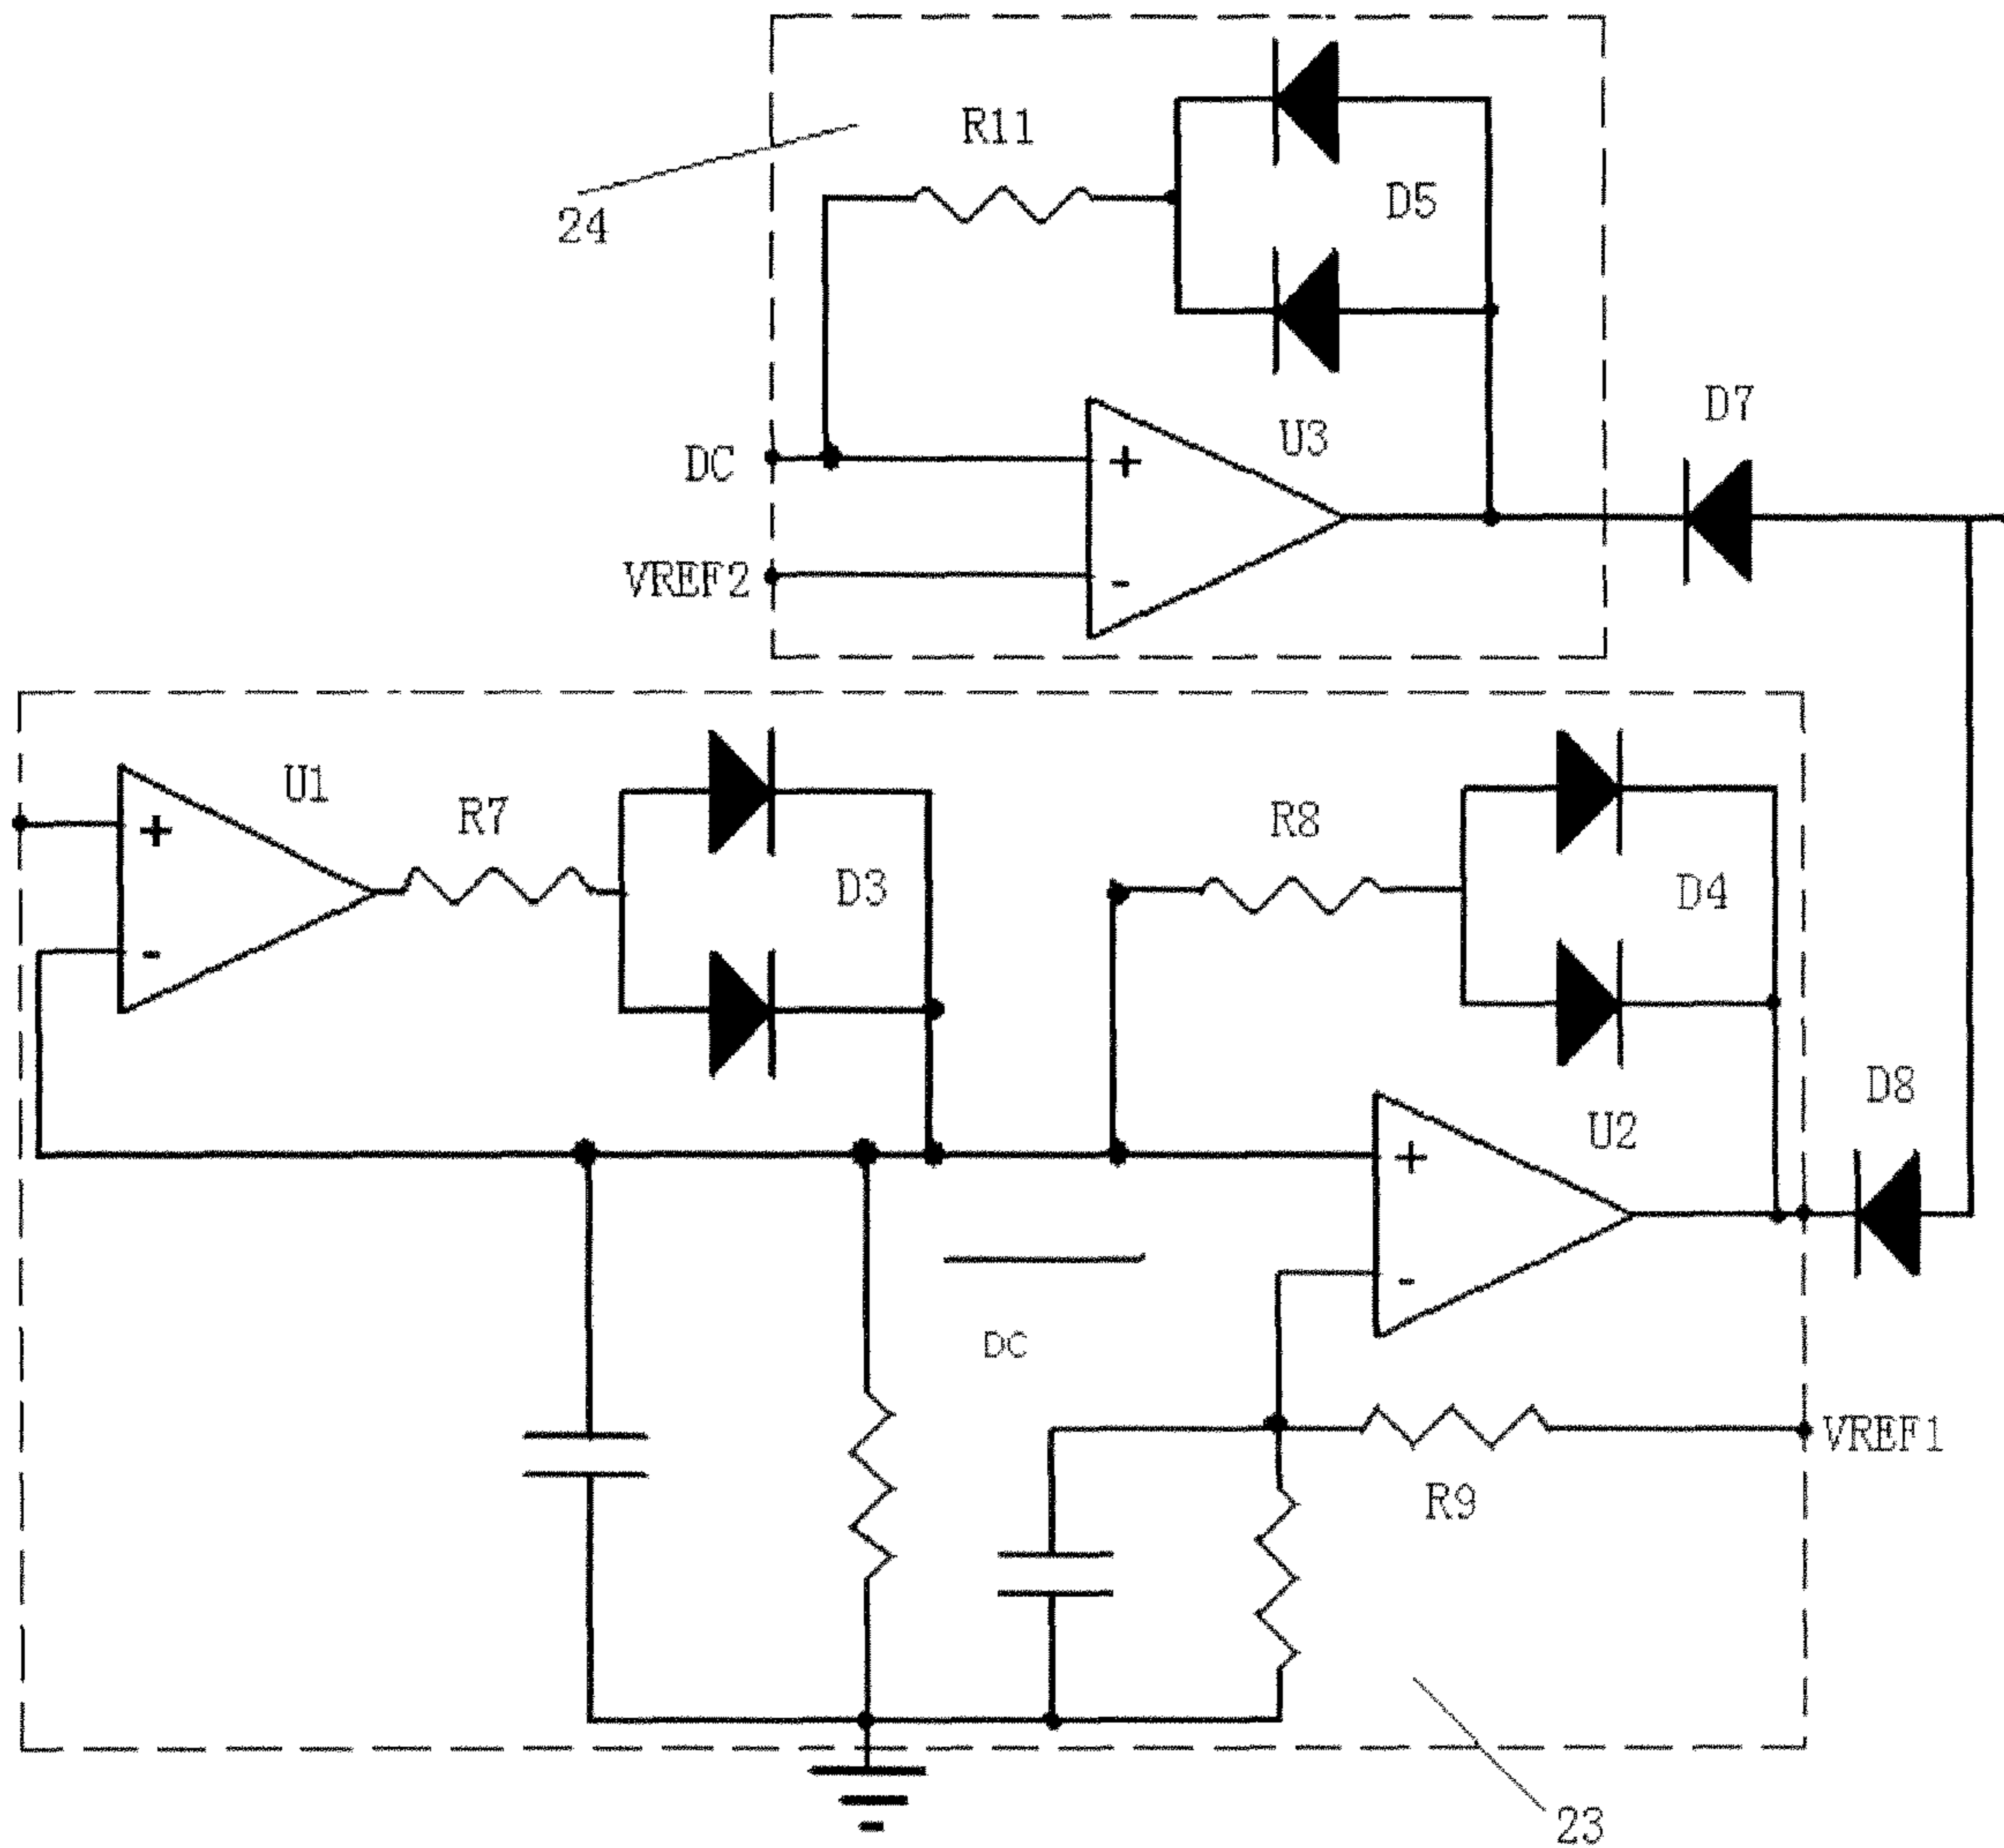 R11
D5
24
D7
U3
DC
+
VREF2
-
U1
R7
R8
+
D3
D4
-
D8
U2
+
-
DC
VREF1
R9
23